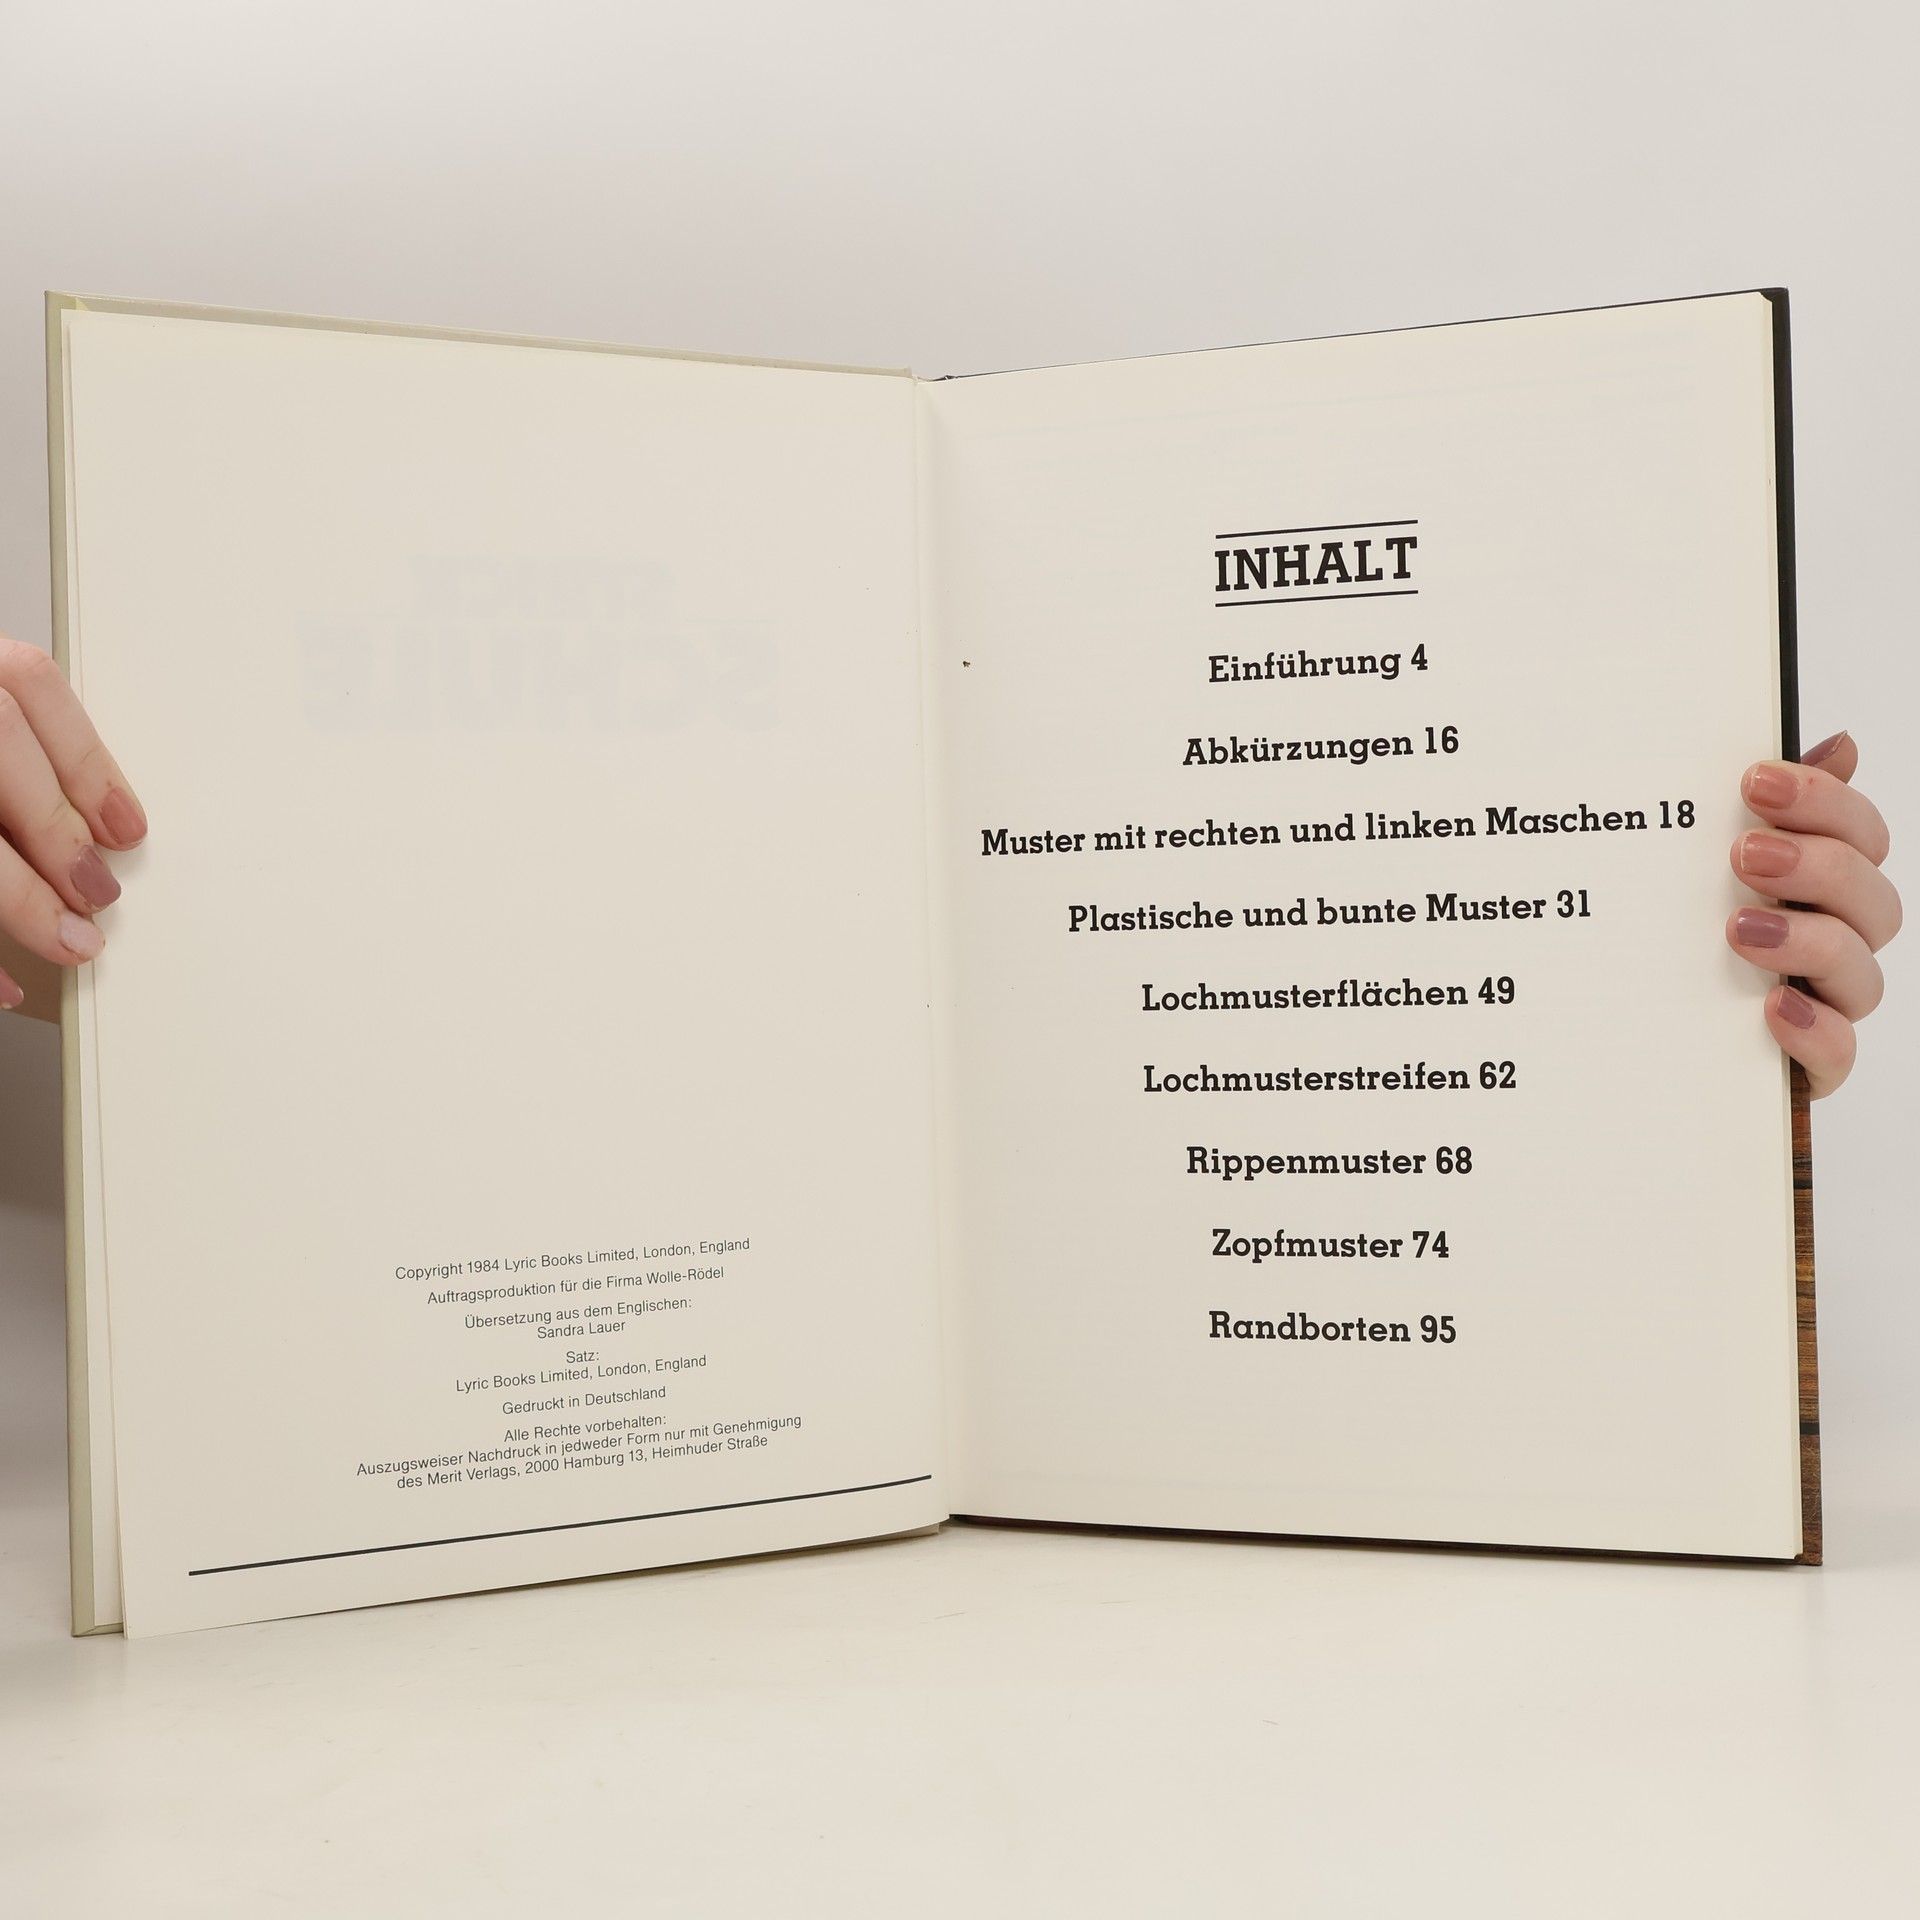 Copyright 1984 Lyric Books Limited, London, England
Auftragsproduktion für die Firma Wolle-Rödel
Übersetzung aus dem Englischen:
Sandra Lauer
Satz:
Lyric Books Limited, London, England
Gedruckt in Deutschland
Alle Rechte vorbehalten:
Auszugsweiser Nachdruck in jedweder Form nur mit Genehmigung
des Merit Verlags, 2000 Hamburg 13, Heimhuder Straße
INHALT
Einführung 4
Abkürzungen 16
Muster mit rechten und linken Maschen 18
Plastische und bunte Muster 31
Lochmusterflächen 49
Lochmusterstreifen 62
Rippenmuster 68
Zopfmuster 74
Randborten 95